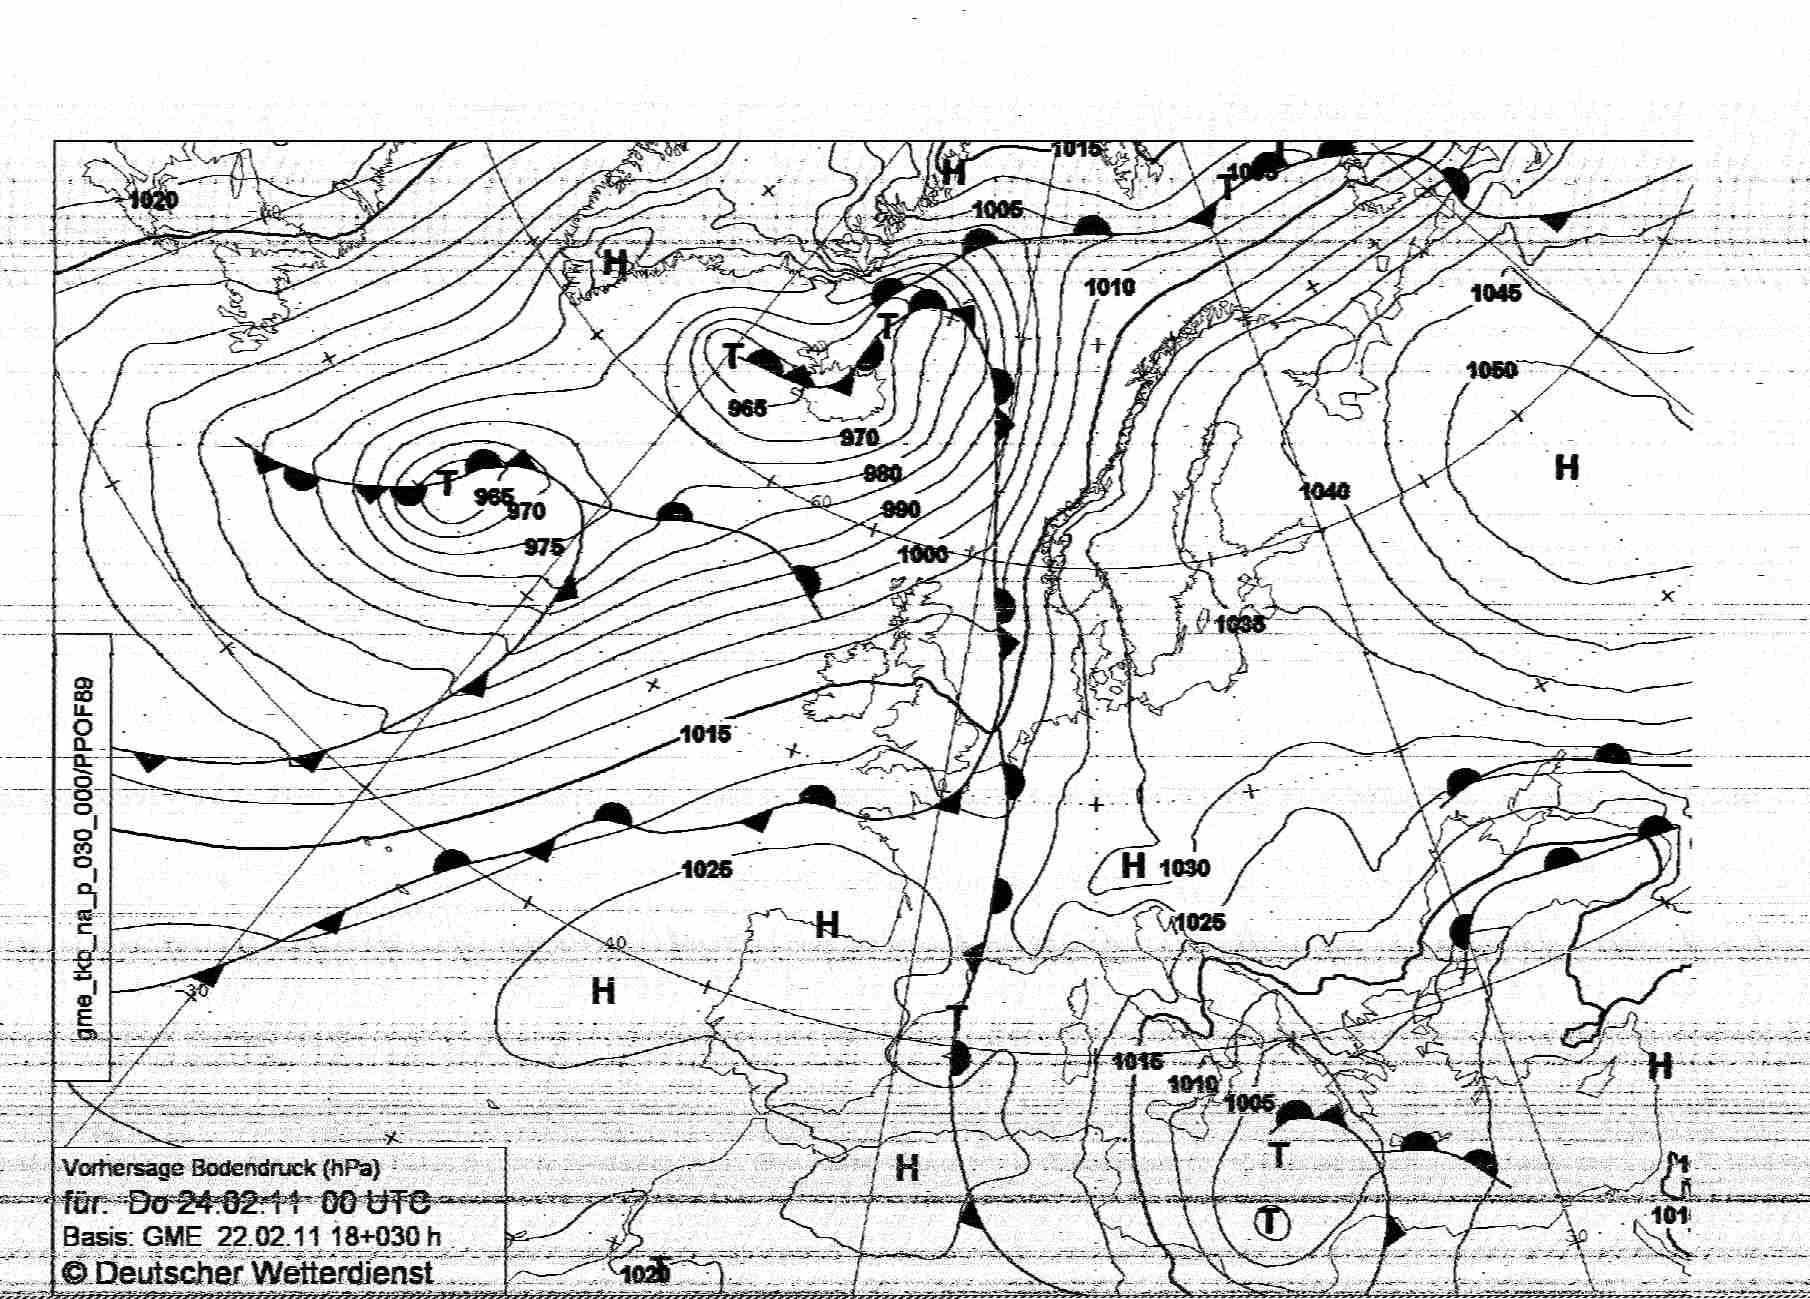 1015
H
1020
T
1005
1005
H
1010
1045
T
T
1050
965
970
H
T
980
965
970
990
1040
975
1000
1035
1015
H
1030
1025
H
1025
40
H
30
T
H
1015
1010
1005
T
H
T
101
30
1020
gme_tkb_na_p_030_000/PPOF89
60
Vorhersage Bodendruck (hPa)
für: Do 24.02.11 00 UTC
Basis: GME 22.02.11 18+030 h
© Deutscher Wetterdienst